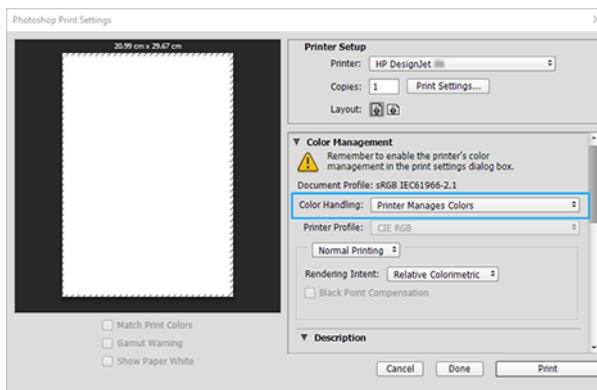 Photoshop Print Settings
20.99 cm x 29.67 cm
Printer Setup
Printer: HP DesignJet
Copies: 1 Print Settings...
Layout:
Color Management
Remember to enable the printer's color
management in the print settings dialog box.
Document Profile: sRGB IEC61966-2.1
Color Handling: Printer Manages Colors
Printer Profile: CIE RGB
Normal Printing
Rendering Intent: Relative Colorimetric
Black Point Compensation
Match Print Colors
Gamut Warning
Show Paper White
Description
Cancel Done Print